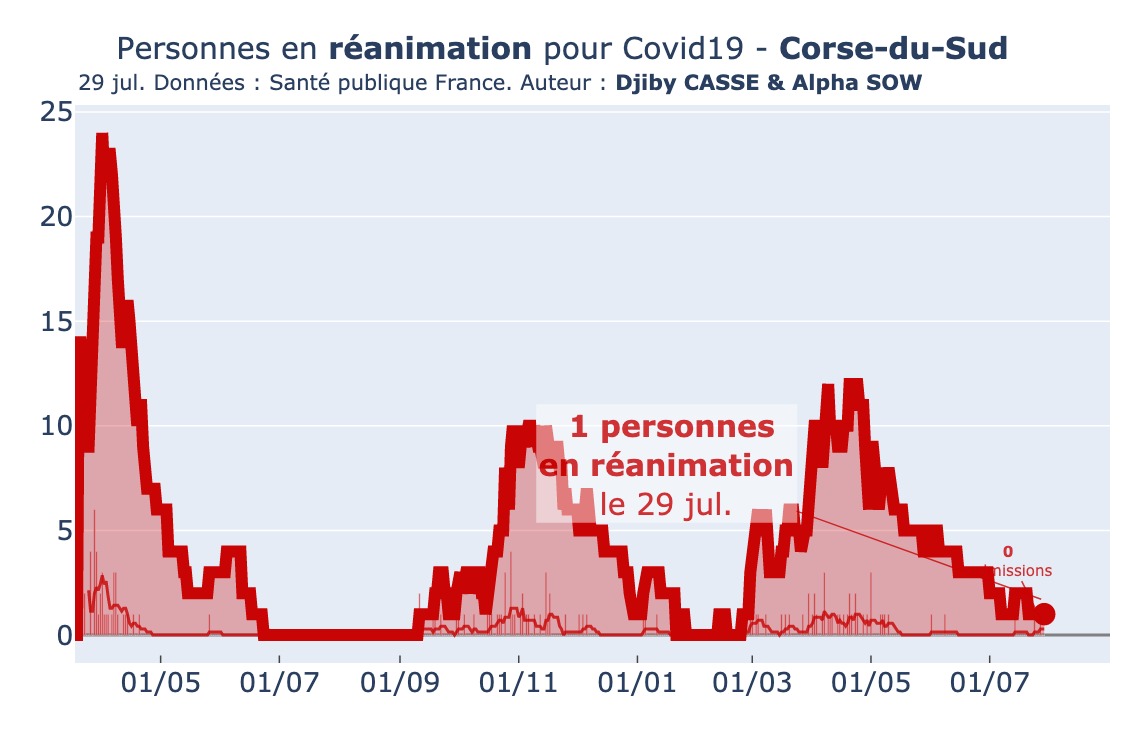 Personnes en réanimation pour Covid19 - Corse-du-Sud
29 jul. Données : Santé publique France. Auteur : Djiby CASSE & Alpha SOW
25
20
15
10
5
0
1 personnes
en réanimation
le 29 jul.
0
01/05 01/07 01/09 01/11 01/01 01/03 01/05 01/07